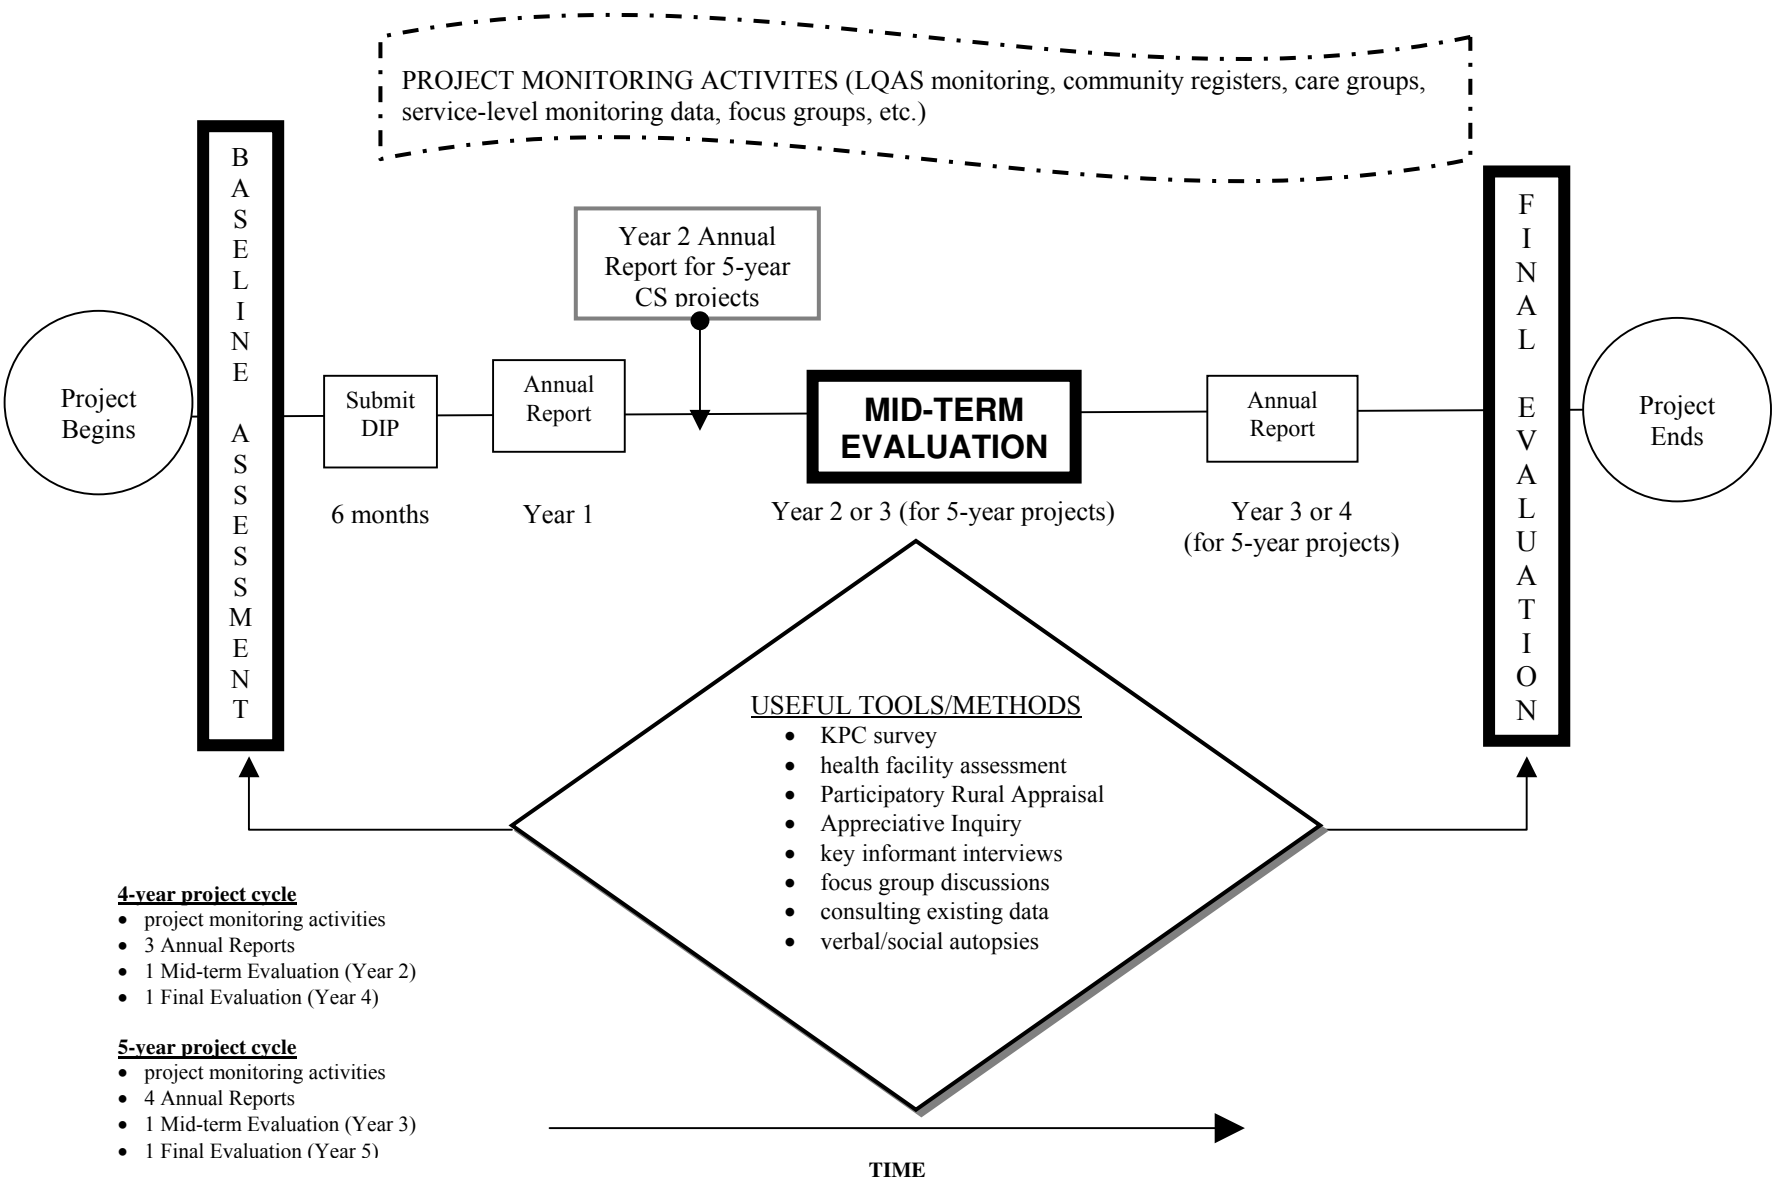 PROJECT MONITORING ACTIVITES (LQAS monitoring, community registers, care groups,
service-level monitoring data, focus groups, etc.)
BASELINE ASSESSMENT
FINAL EVALUATION
Year 2 Annual
Report for 5-year
CS projects
Project
Begins
Submit
DIP
Annual
Report
MID-TERM
EVALUATION
Annual
Report
Project
Ends
6 months
Year 1
Year 2 or 3 (for 5-year projects)
Year 3 or 4
(for 5-year projects)
USEFUL TOOLS/METHODS
• KPC survey
• health facility assessment
• Participatory Rural Appraisal
• Appreciative Inquiry
• key informant interviews
• focus group discussions
• consulting existing data
• verbal/social autopsies
4-year project cycle
• project monitoring activities
• 3 Annual Reports
• 1 Mid-term Evaluation (Year 2)
• 1 Final Evaluation (Year 4)
5-year project cycle
• project monitoring activities
• 4 Annual Reports
• 1 Mid-term Evaluation (Year 3)
• 1 Final Evaluation (Year 5)
TIME